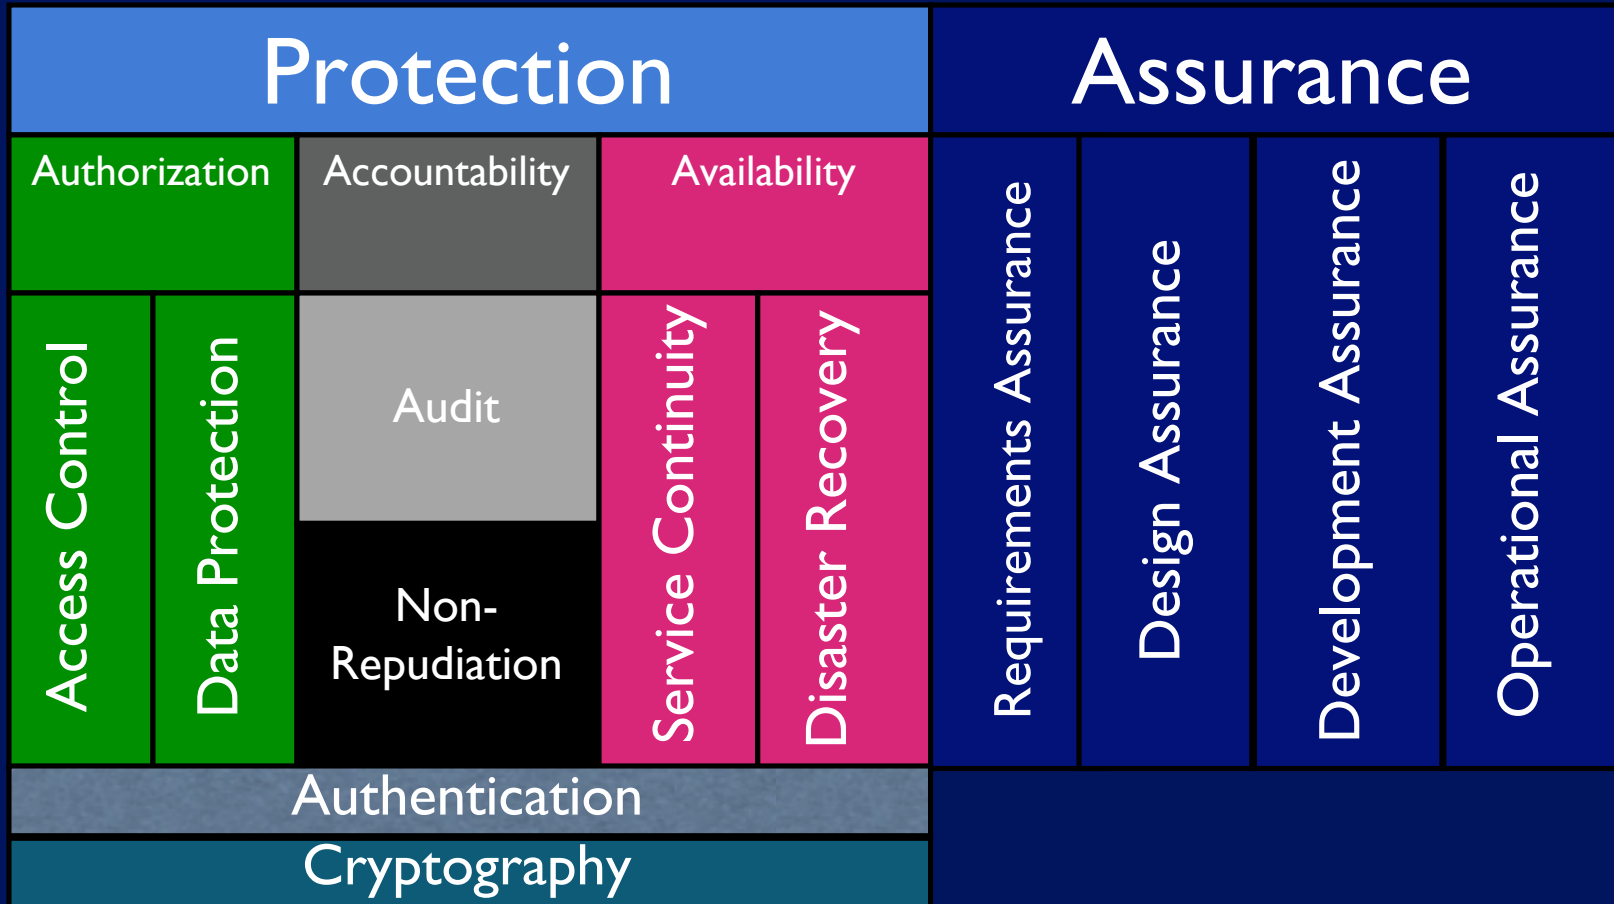 Protection
Assurance
Authorization
Accountability
Availability
Access Control
Data Protection
Audit
Non-
Repudiation
Service Continuity
Disaster Recovery
Requirements Assurance
Design Assurance
Development Assurance
Operational Assurance
Authentication
Cryptography